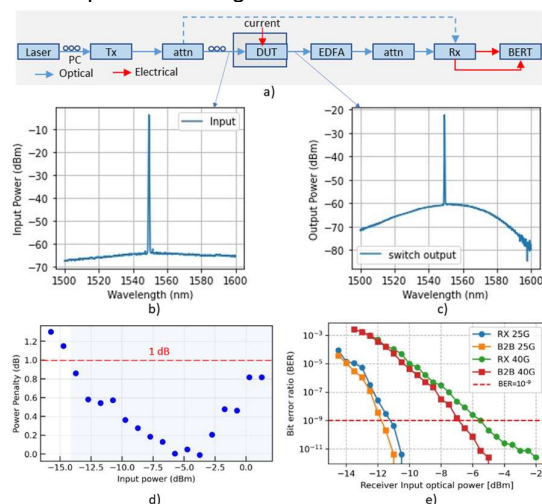 current
Laser
PC
Tx
attn
DUT
EDFA
attn
Rx
BERT
Optical
Electrical
a)
Input
Input Power (dBm)
−10
−20
−30
−40
−50
−60
−70
1500 1520 1540 1560 1580 1600
Wavelength (nm)
b)
switch output
Output Power (dBm)
−20
−30
−40
−50
−60
−70
−80
1500 1520 1540 1560 1580 1600
Wavelength (nm)
c)
1 dB
Power Penalty (dB)
1.2
1.0
0.8
0.6
0.4
0.2
0.0
−15.0 −12.5 −10.0 −7.5 −5.0 −2.5 0.0
Input power (dBm)
d)
RX 25G
B2B 25G
RX 40G
B2B 40G
BER=10⁻⁹
Bit error ratio (BER)
10⁻³
10⁻⁵
10⁻⁷
10⁻⁹
10⁻¹¹
−14 −12 −10 −8 −6 −4 −2
Receiver Input optical power [dBm]
e)